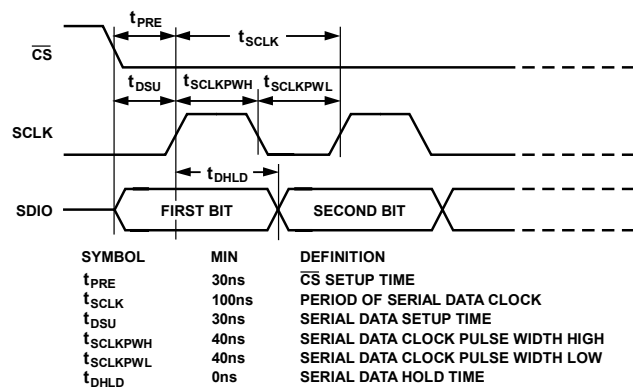 tPRE
tSCLK
CS
tDSU
tSCLKPWH
tSCLKPWL
SCLK
tDHLD
SDIO
FIRST BIT
SECOND BIT
SYMBOL MIN DEFINITION
tPRE 30ns CS SETUP TIME
tSCLK 100ns PERIOD OF SERIAL DATA CLOCK
tDSU 30ns SERIAL DATA SETUP TIME
tSCLKPWH 40ns SERIAL DATA CLOCK PULSE WIDTH HIGH
tSCLKPWL 40ns SERIAL DATA CLOCK PULSE WIDTH LOW
tDHLD 0ns SERIAL DATA HOLD TIME